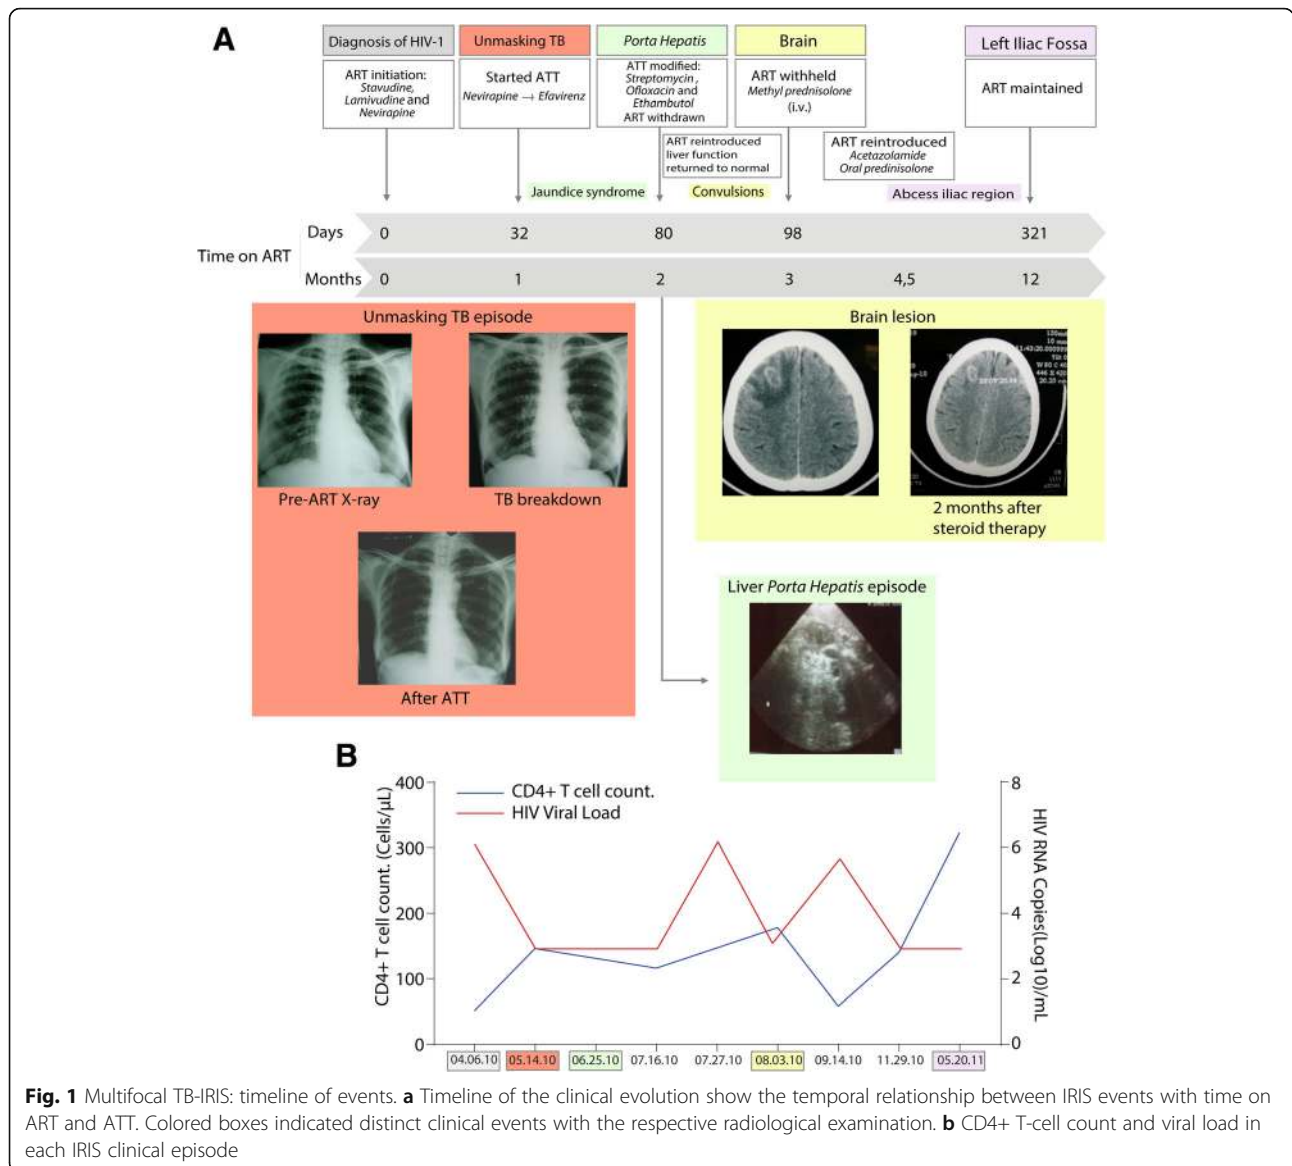 A
Diagnosis of HIV-1
Unmasking TB
Porta Hepatis
Brain
Left Iliac Fossa
ART initiation:
Stavudine,
Lamivudine and
Nevirapine
Started ATT
Nevirapine → Efavirenz
ATT modified:
Streptomycin,
Ofloxacin and
Ethambutol
ART withdrawn
ART withheld
Methyl prednisolone
(i.v.)
ART maintained
ART reintroduced
liver function
returned to normal
ART reintroduced
Acetazolamide
Oral predinisolone
Jaundice syndrome
Convulsions
Abcess iliac region
Time on ART
Days 0 32 80 98 321
Months 0 1 2 3 4,5 12
Unmasking TB episode
Pre-ART X-ray
TB breakdown
After ATT
Brain lesion
2 months after
steroid therapy
Liver Porta Hepatis episode
B
CD4+ T cell count. (Cells/µL)
400
300
200
100
0
CD4+ T cell count.
HIV Viral Load
8
6
4
2
0
HIV RNA Copies(Log10)/mL
04.06.10 05.14.10 06.25.10 07.16.10 07.27.10 08.03.10 09.14.10 11.29.10 05.20.11
Fig. 1 Multifocal TB-IRIS: timeline of events. a Timeline of the clinical evolution show the temporal relationship between IRIS events with time on
ART and ATT. Colored boxes indicated distinct clinical events with the respective radiological examination. b CD4+ T-cell count and viral load in
each IRIS clinical episode